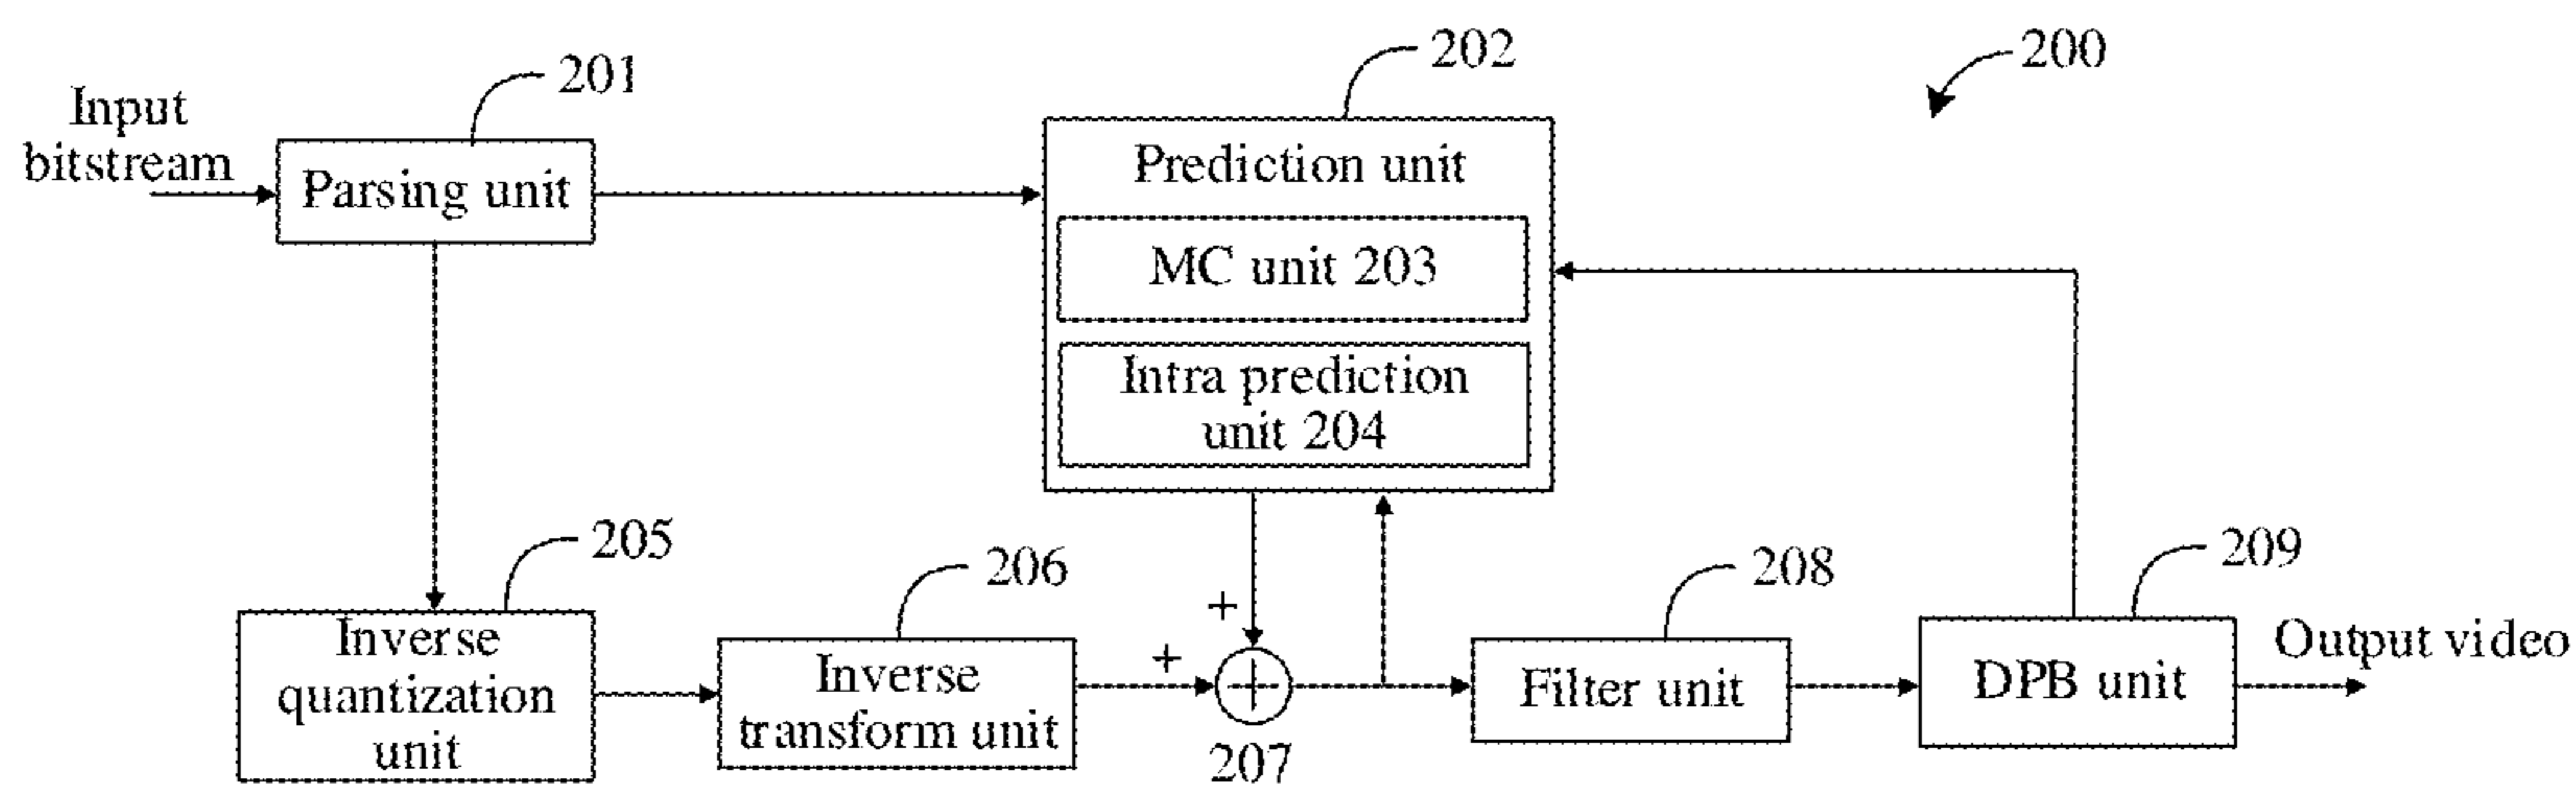 202
200
201
Input
bitstream
Parsing unit
Prediction unit
MC unit 203
Intra prediction
unit 204
205
206
208
209
+
+
Inverse
quantization
unit
Inverse
transform unit
207
Filter unit
DPB unit
Output video